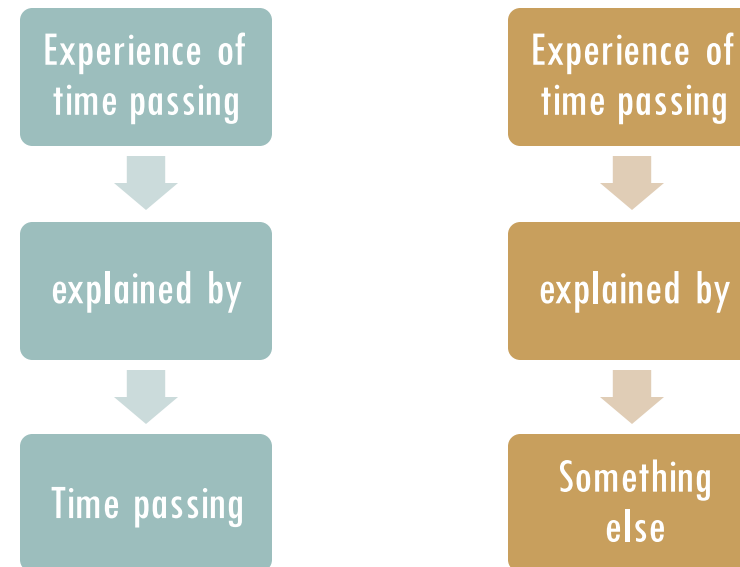 Experience of
time passing
explained by
Time passing
Experience of
time passing
explained by
Something
else